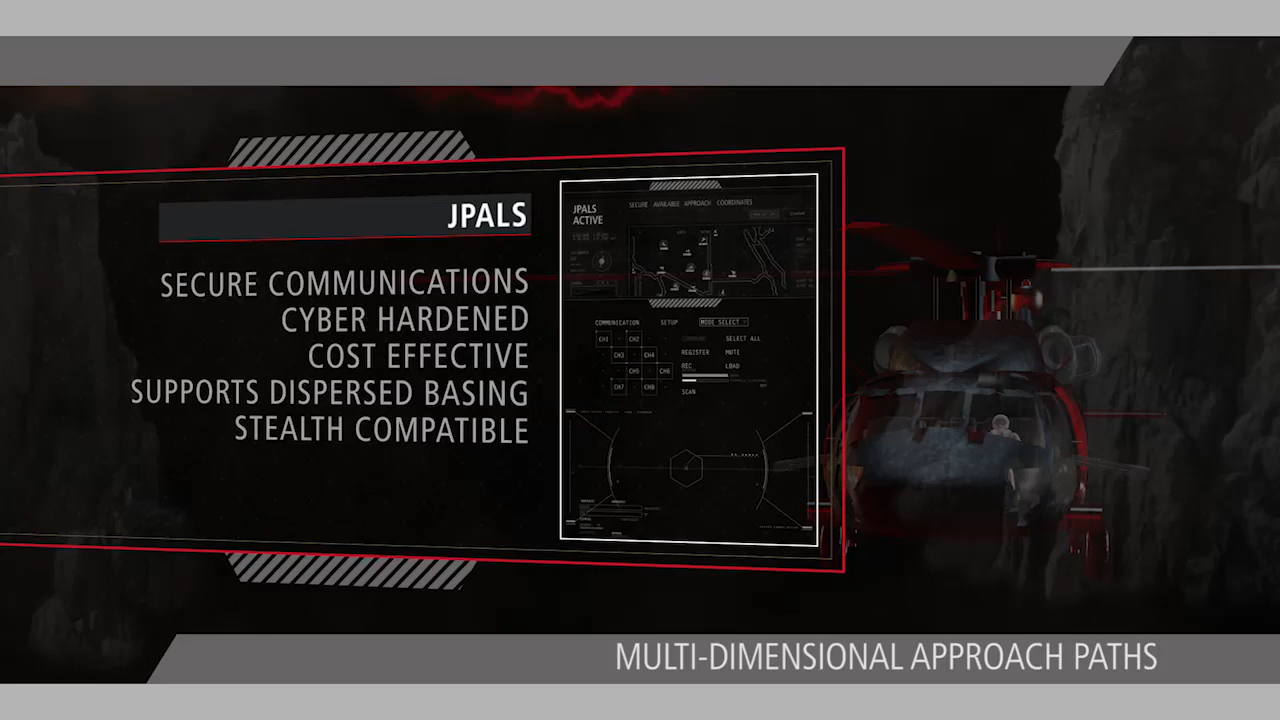 JPALS
SECURE COMMUNICATIONS
CYBER HARDENED
COST EFFECTIVE
SUPPORTS DISPERSED BASING
STEALTH COMPATIBLE
JPALS
ACTIVE
SECURE AVAILABLE APPROACH COORDINATES
COMMUNICATION SETUP MODE SELECT
CH1 CH2 SELECT ALL
CH3 CH4 REGISTER MUTE
CH5 CH6 REC LOAD
CH7 CH8 SCAN
MULTI-DIMENSIONAL APPROACH PATHS